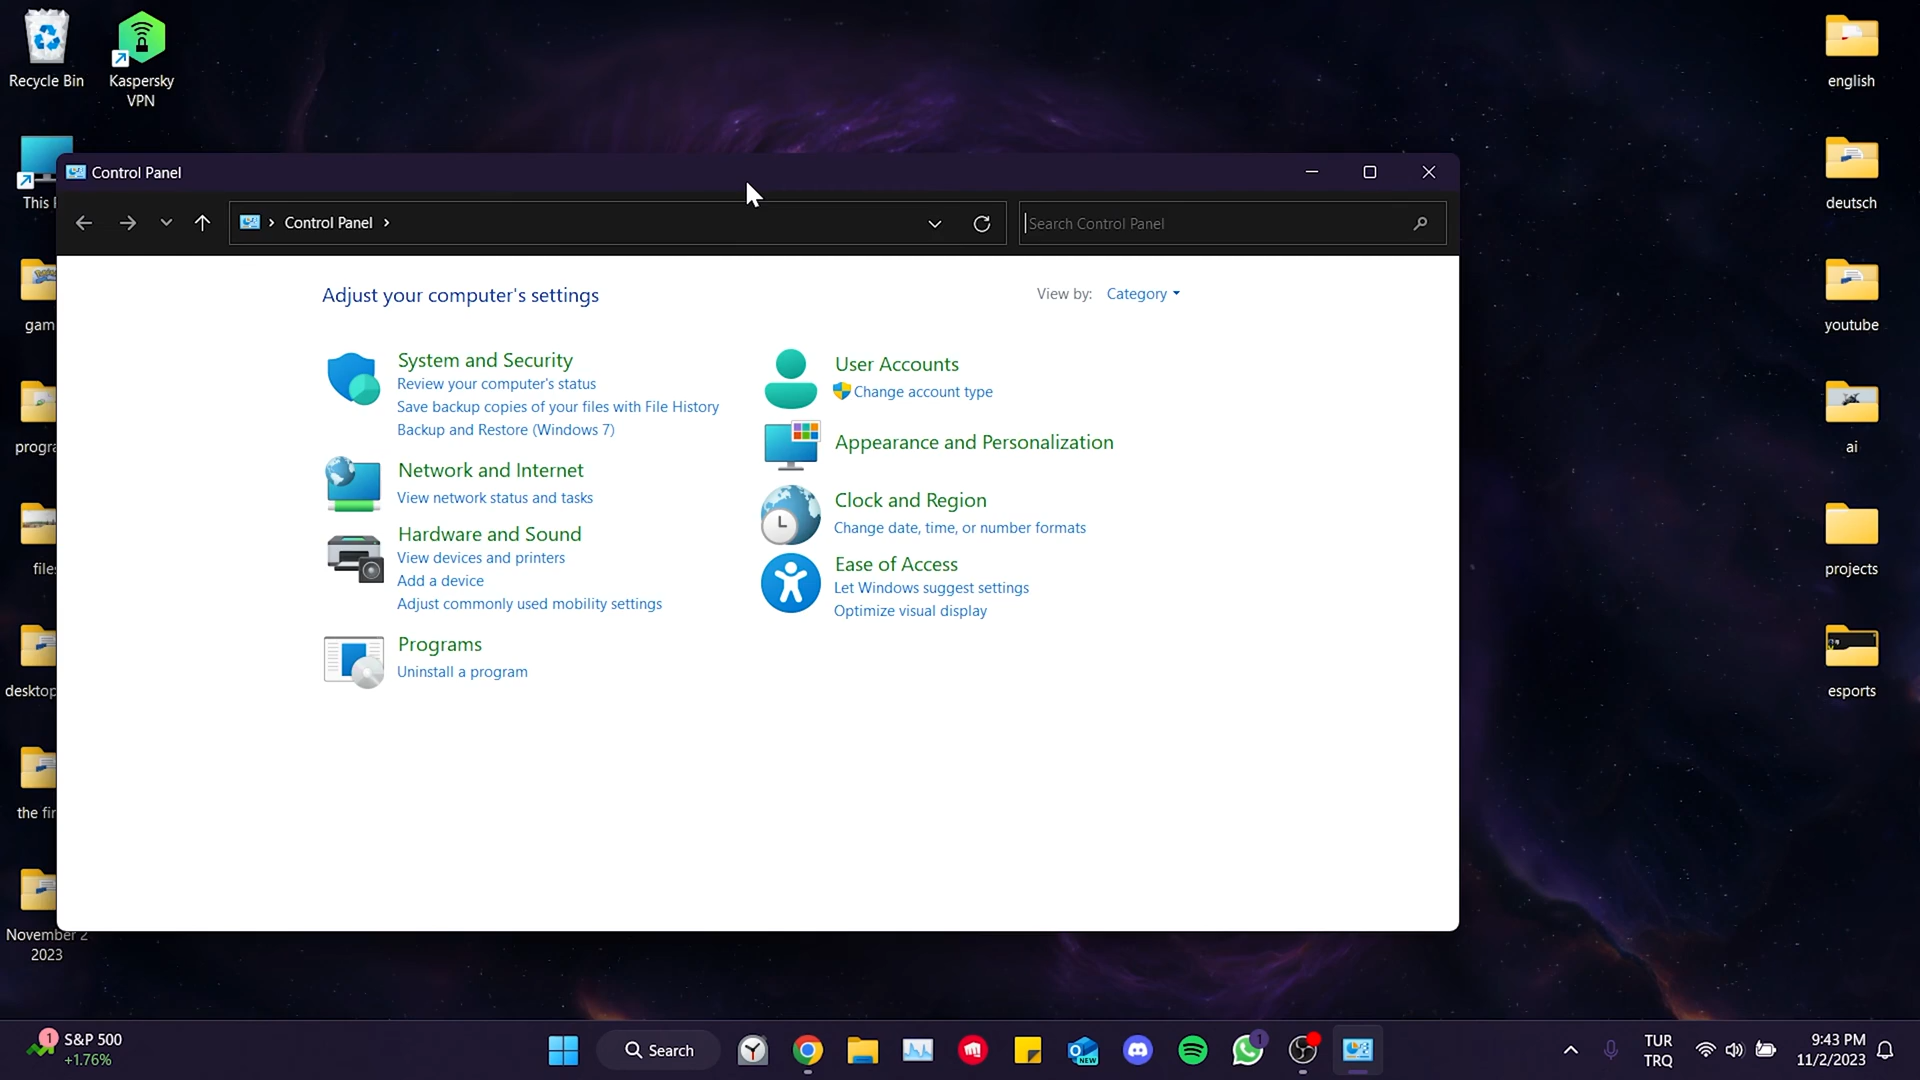 Recycle Bin
Kaspersky
VPN
english
Control Panel
This
deutsch
Control Panel
Search Control Panel
Adjust your computer's settings
View by: Category
gam
youtube
System and Security
Review your computer's status
Save backup copies of your files with File History
Backup and Restore (Windows 7)
User Accounts
Change account type
progra
Appearance and Personalization
ai
Network and Internet
View network status and tasks
Clock and Region
Change date, time, or number formats
Hardware and Sound
View devices and printers
Add a device
Adjust commonly used mobility settings
Ease of Access
Let Windows suggest settings
Optimize visual display
files
projects
Programs
Uninstall a program
desktop
esports
the fir
November 2
2023
1
S&P 500
+1.76%
Search
NEW
1
TUR
TRQ
9:43 PM
11/2/2023